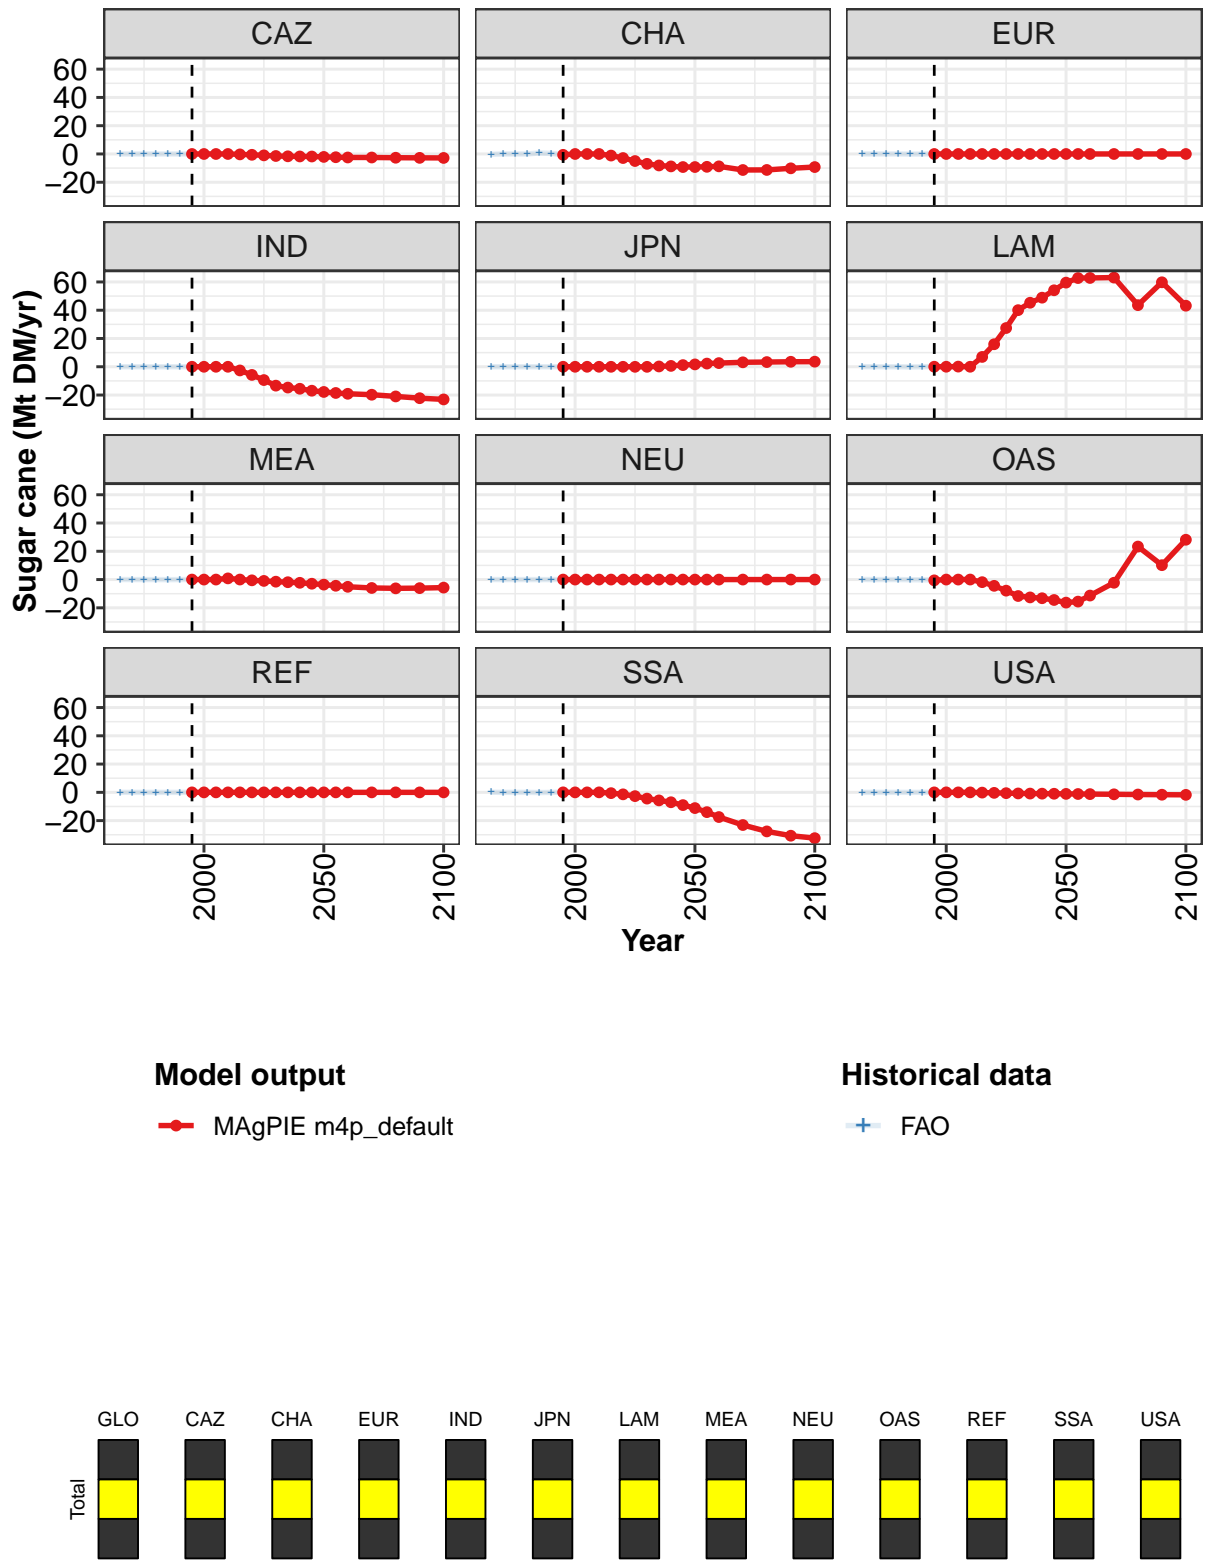 CAZ CHA EUR
60
40
20
0
−20
IND JPN LAM
60
40
20
0
−20
MEA NEU OAS
60
40
20
0
−20
REF SSA USA
60
40
20
0
−20
Sugar cane (Mt DM/yr)
2000 2050 2100 2000 2050 2100 2000 2050 2100
Year
Model output Historical data
MAgPIE m4p_default FAO
GLO CAZ CHA EUR IND JPN LAM MEA NEU OAS REF SSA USA
Total